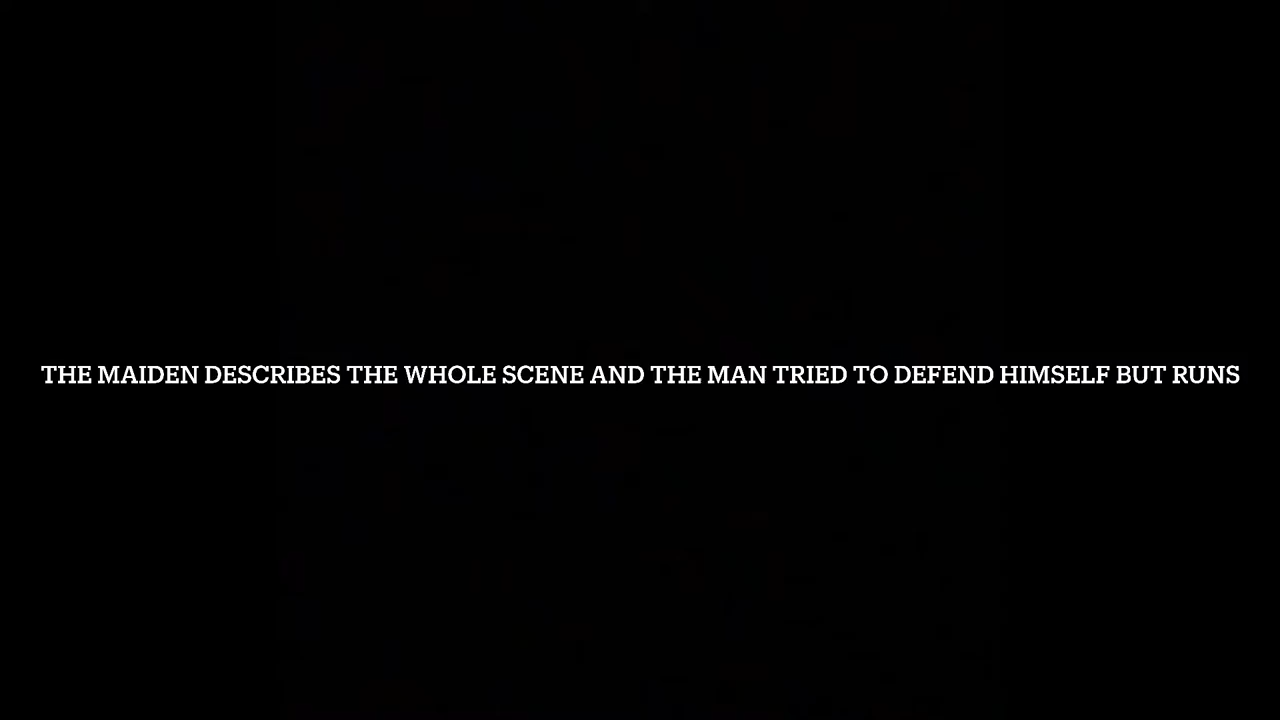 THE MAIDEN DESCRIBES THE WHOLE SCENE AND THE MAN TRIED TO DEFEND HIMSELF BUT RUNS